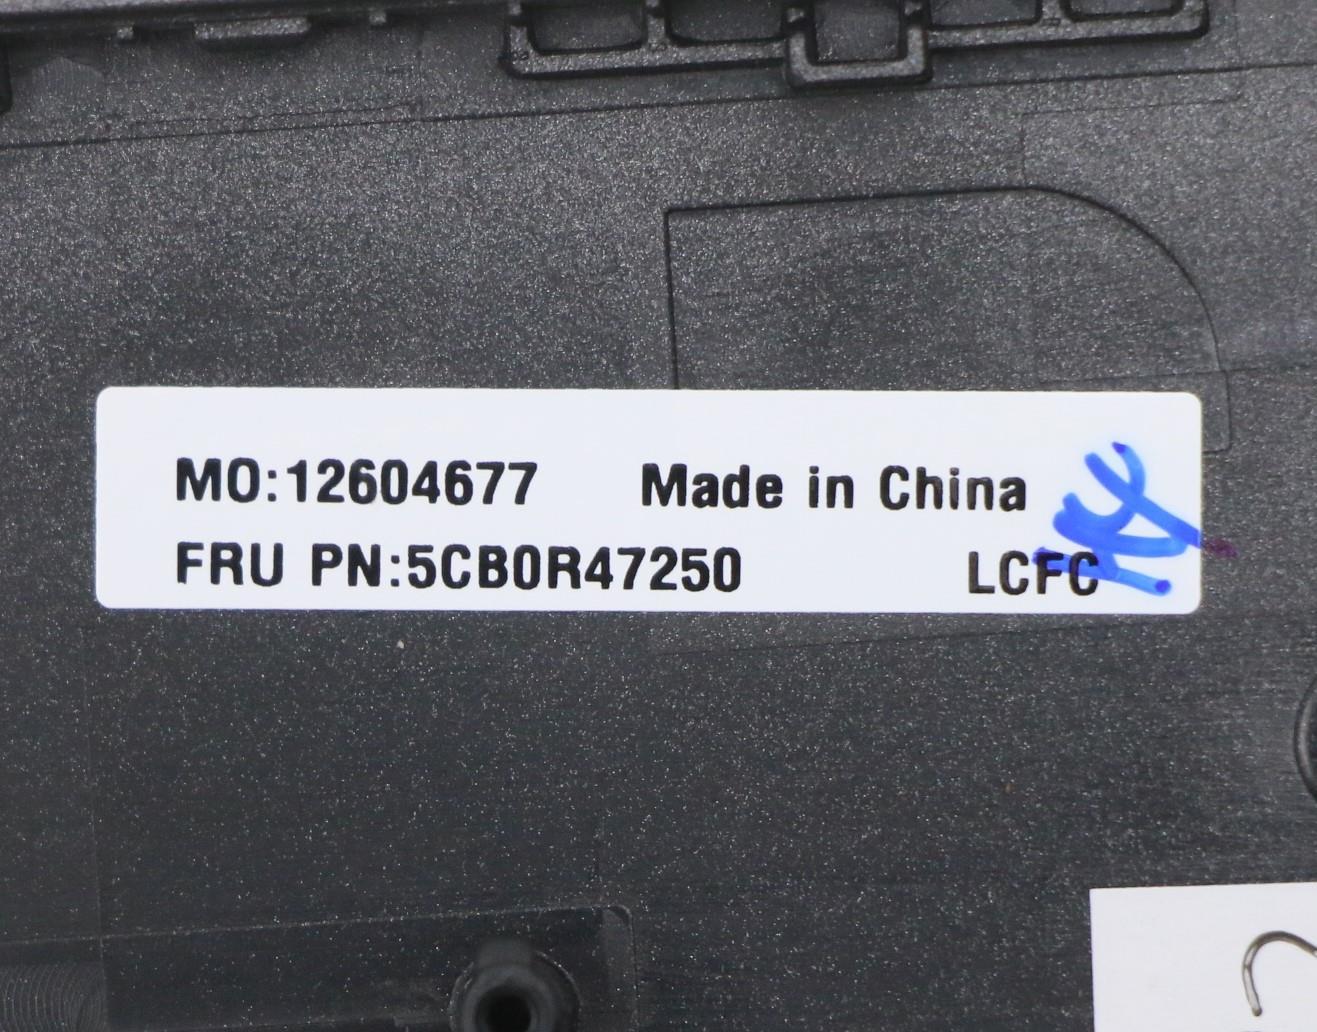 MO:12604677 Made in China
FRU PN:5CB0R47250 LCFC